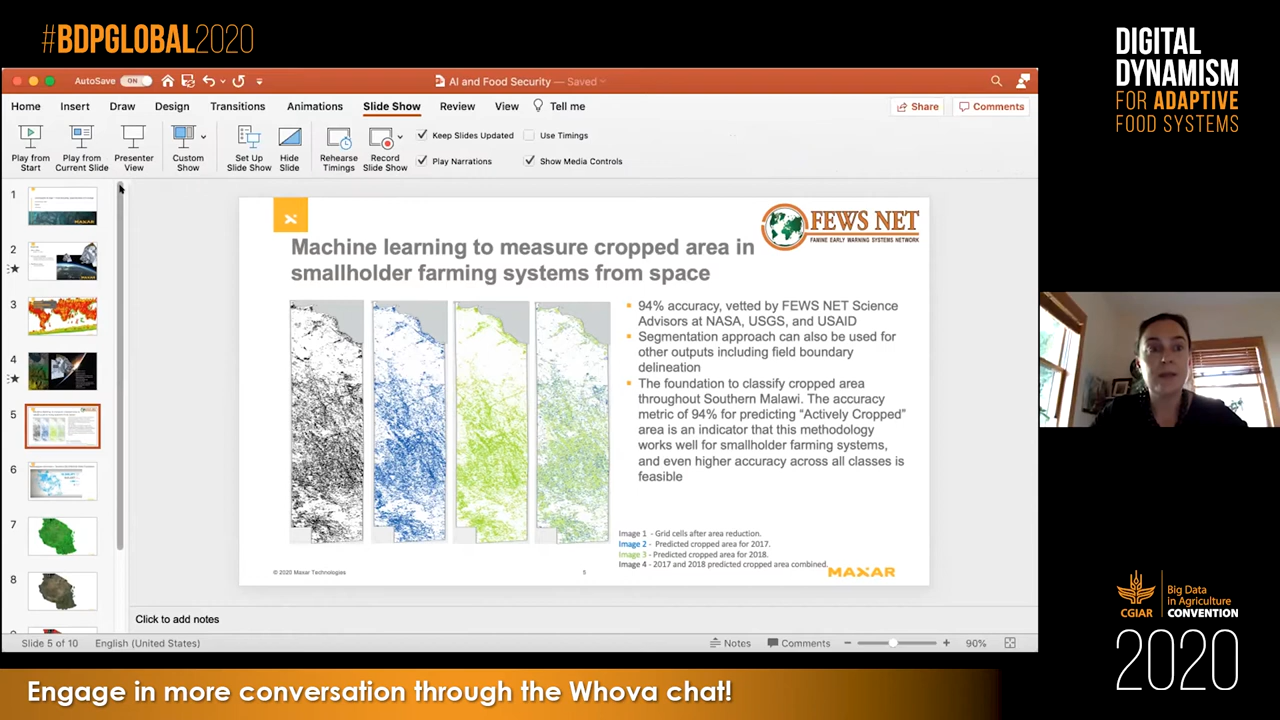 #BDPGLOBAL2020
DIGITAL
DYNAMISM
FOR ADAPTIVE
FOOD SYSTEMS
AutoSave ON
AI and Food Security — Saved
Home Insert Draw Design Transitions Animations Slide Show Review View Tell me
Share Comments
Play from
Start
Play from
Current Slide
Presenter
View
Custom
Show
Set Up
Slide Show
Hide
Slide
Rehearse
Timings
Record
Slide Show
Keep Slides Updated
Use Timings
Play Narrations
Show Media Controls
1
2
3
4
5
6
7
8
FEWS NET
FAMINE EARLY WARNING SYSTEMS NETWORK
Machine learning to measure cropped area in
smallholder farming systems from space
94% accuracy, vetted by FEWS NET Science
Advisors at NASA, USGS, and USAID
Segmentation approach can also be used for
other outputs including field boundary
delineation
The foundation to classify cropped area
throughout Southern Malawi. The accuracy
metric of 94% for predicting “Actively Cropped”
area is an indicator that this methodology
works well for smallholder farming systems,
and even higher accuracy across all classes is
feasible
Image 1 - Grid cells after area reduction.
Image 2 - Predicted cropped area for 2017.
Image 3 - Predicted cropped area for 2018.
Image 4 - 2017 and 2018 predicted cropped area combined.
© 2020 Maxar Technologies
5
MAXAR
Click to add notes
Slide 5 of 10 English (United States)
Notes Comments 90%
CGIAR
Big Data
in Agriculture
CONVENTION
2020
Engage in more conversation through the Whova chat!